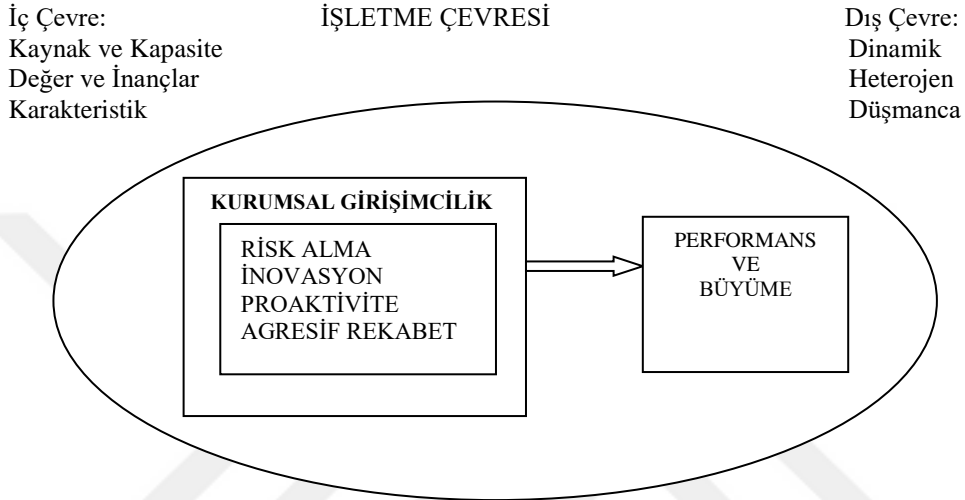 İç Çevre:
Kaynak ve Kapasite
Değer ve İnançlar
Karakteristik
İŞLETME ÇEVRESİ
Dış Çevre:
Dinamik
Heterojen
Düşmanca
KURUMSAL GİRİŞİMCİLİK
RİSK ALMA
İNOVASYON
PROAKTİVİTE
AGRESİF REKABET
PERFORMANS
VE
BÜYÜME